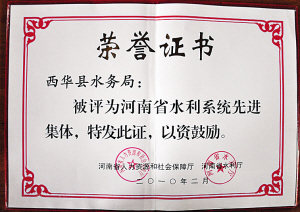 荣誉证书
西华县水务局：
被评为河南省水利系统先进
集体，特发此证，以资鼓励。
河南省人力资源和社会保障厅 河南省水利厅
二〇一〇年二月